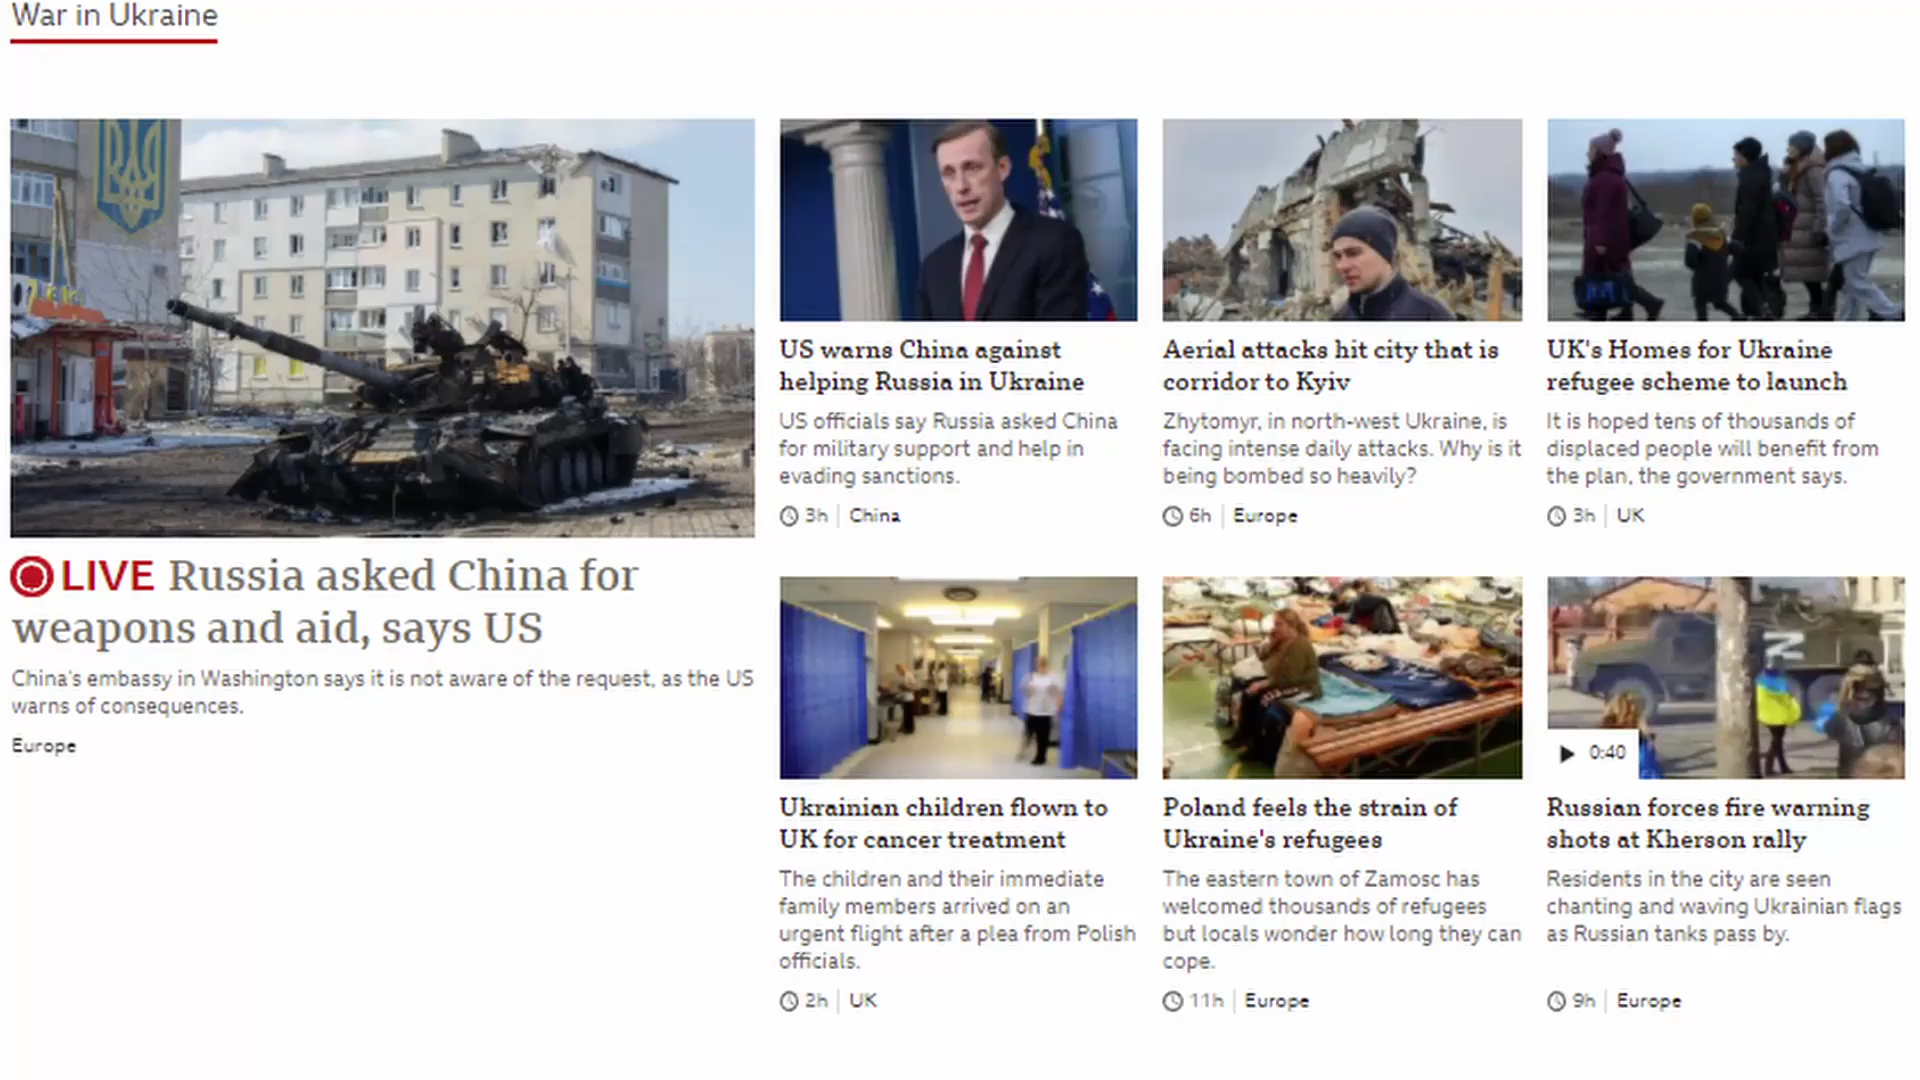 War in Ukraine
LIVE Russia asked China for
weapons and aid, says US
China's embassy in Washington says it is not aware of the request, as the US
warns of consequences.
Europe
US warns China against
helping Russia in Ukraine
US officials say Russia asked China
for military support and help in
evading sanctions.
3h | China
Aerial attacks hit city that is
corridor to Kyiv
Zhytomyr, in north-west Ukraine, is
facing intense daily attacks. Why is it
being bombed so heavily?
6h | Europe
UK's Homes for Ukraine
refugee scheme to launch
It is hoped tens of thousands of
displaced people will benefit from
the plan, the government says.
3h | UK
Ukrainian children flown to
UK for cancer treatment
The children and their immediate
family members arrived on an
urgent flight after a plea from Polish
officials.
2h | UK
Poland feels the strain of
Ukraine's refugees
The eastern town of Zamosc has
welcomed thousands of refugees
but locals wonder how long they can
cope.
11h | Europe
Z
0:40
Russian forces fire warning
shots at Kherson rally
Residents in the city are seen
chanting and waving Ukrainian flags
as Russian tanks pass by.
9h | Europe